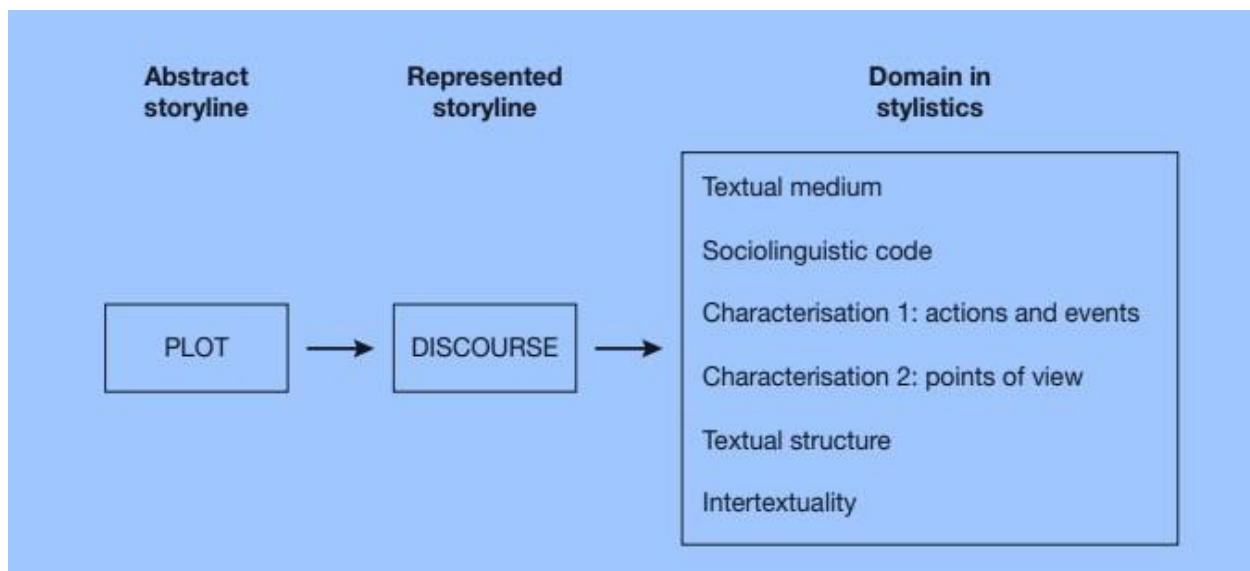 Abstract
storyline
Represented
storyline
Domain in
stylistics
PLOT
DISCOURSE
Textual medium
Sociolinguistic code
Characterisation 1: actions and events
Characterisation 2: points of view
Textual structure
Intertextuality